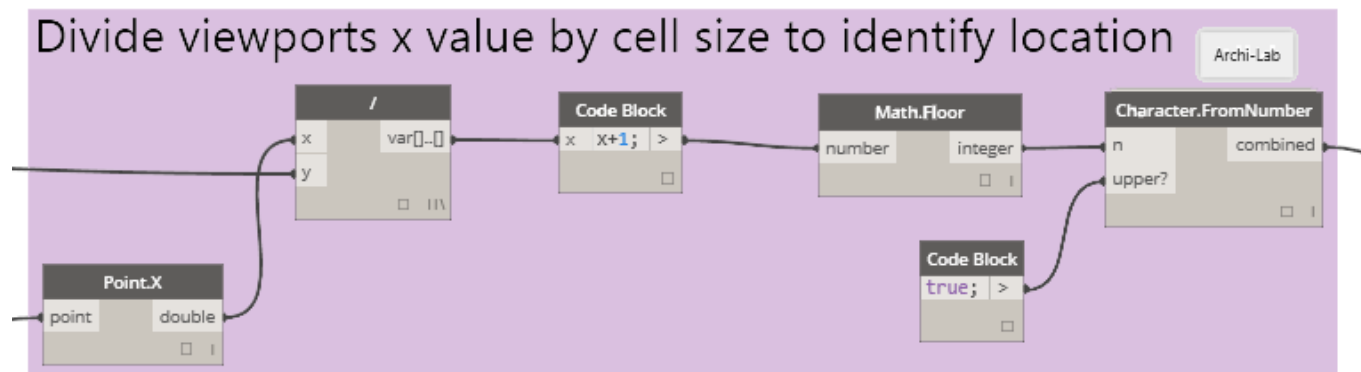 Divide viewports x value by cell size to identify location
Archi-Lab
/
x var[]..[]
y
Code Block
x x+1; >
Math.Floor
number integer
Character.FromNumber
n combined
upper?
Code Block
true; >
Point.X
point double